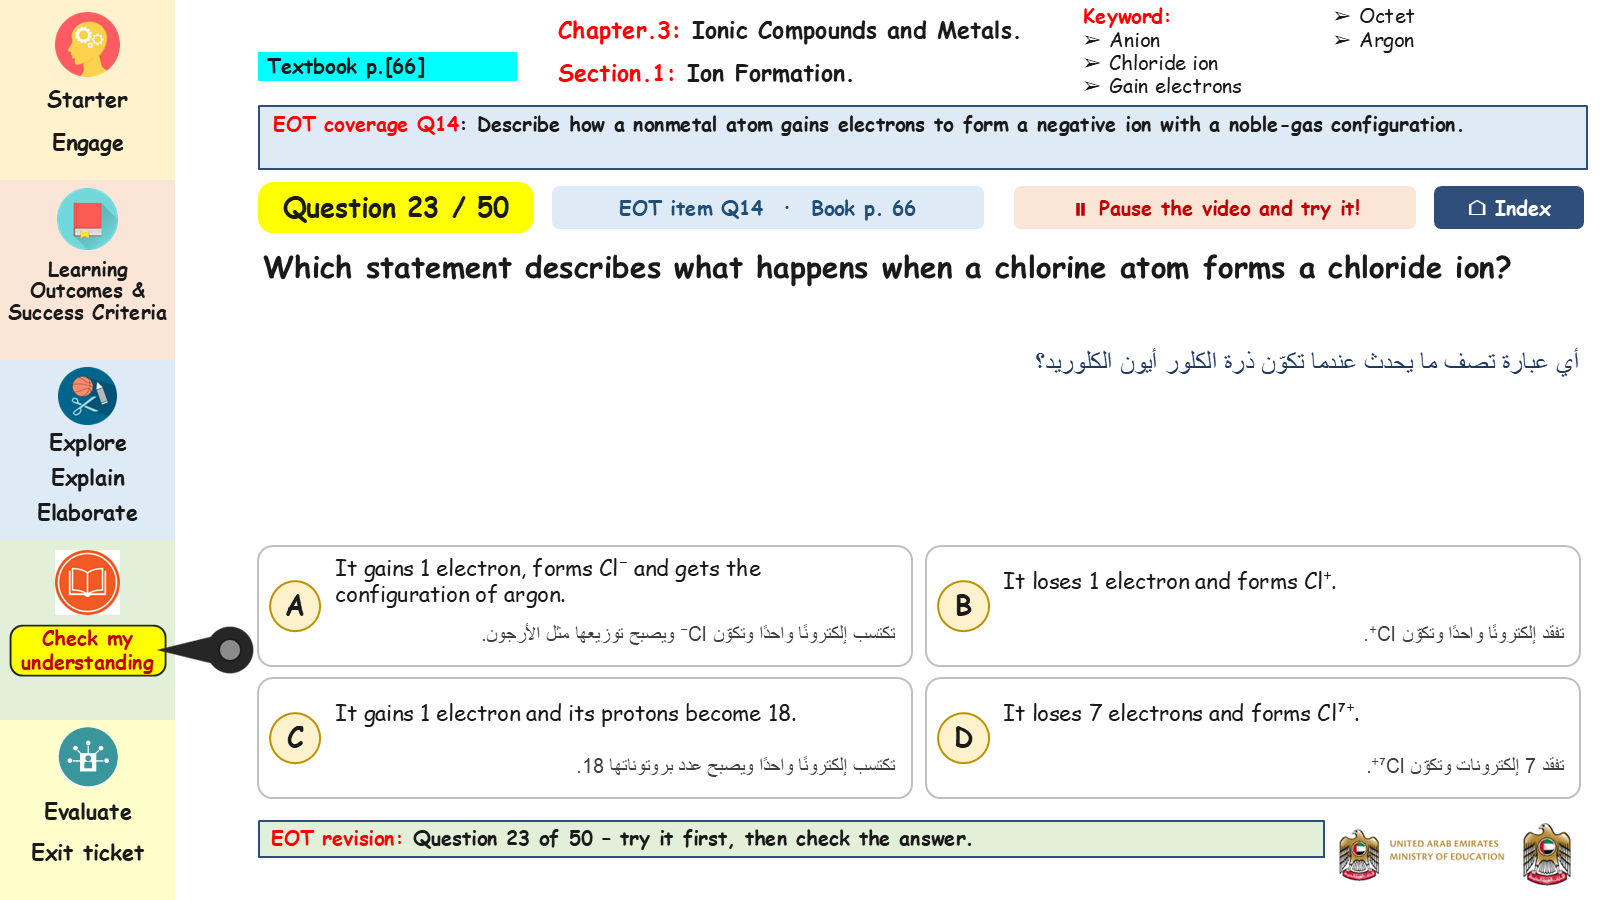 Starter
Engage
Learning
Outcomes &
Success Criteria
Explore
Explain
Elaborate
Check my
understanding
Evaluate
Exit ticket
Textbook p.[66]
Chapter.3: Ionic Compounds and Metals.
Section.1: Ion Formation.
Keyword:
➢ Anion
➢ Chloride ion
➢ Gain electrons
➢ Octet
➢ Argon
EOT coverage Q14: Describe how a nonmetal atom gains electrons to form a negative ion with a noble-gas configuration.
Question 23 / 50
EOT item Q14 · Book p. 66
⏸ Pause the video and try it!
⌂ Index
Which statement describes what happens when a chlorine atom forms a chloride ion?
أي عبارة تصف ما يحدث عندما تكوّن ذرة الكلور أيون الكلوريد؟
A
It gains 1 electron, forms Cl⁻ and gets the
configuration of argon.
تكتسب إلكترونًا واحدًا وتكوّن Cl⁻ ويصبح توزيعها مثل الأرجون.
B
It loses 1 electron and forms Cl⁺.
تفقد إلكترونًا واحدًا وتكوّن Cl⁺.
C
It gains 1 electron and its protons become 18.
تكتسب إلكترونًا واحدًا ويصبح عدد بروتوناتها 18.
D
It loses 7 electrons and forms Cl⁷⁺.
تفقد 7 إلكترونات وتكوّن Cl⁷⁺.
EOT revision: Question 23 of 50 – try it first, then check the answer.
UNITED ARAB EMIRATES
MINISTRY OF EDUCATION